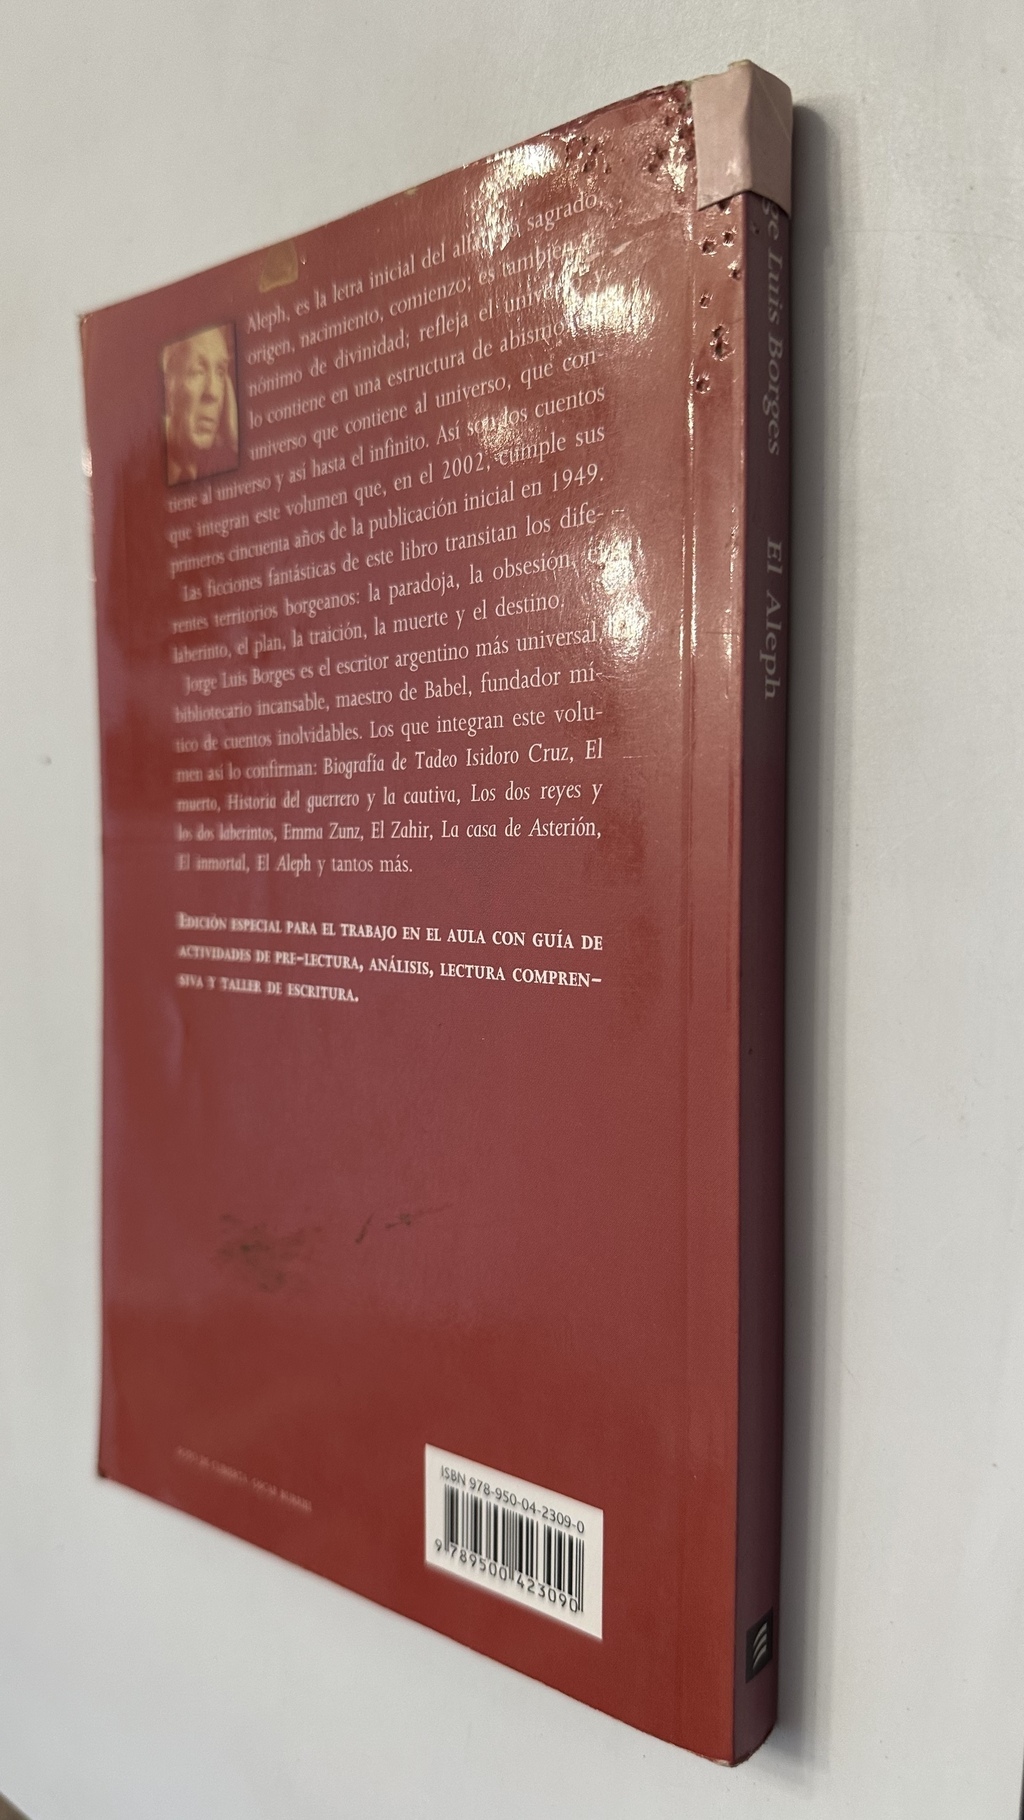 Aleph, es la letra inicial del sagrado,
origen, nacimiento, comienzo; es también
nónimo de divinidad; refleja el
lo contiene en una estructura de abismo:
universo que contiene al universo, que con-
tiene al universo y así hasta el infinito. Así son los cuentos
que integran este volumen que, en el 2002, cumple sus
primeros cincuenta años de la publicación inicial en 1949.
Las ficciones fantásticas de este libro transitan los dife-
rentes territorios borgeanos: la paradoja, la obsesión, el
laberinto, el plan, la traición, la muerte y el destino.
Jorge Luis Borges es el escritor argentino más universal,
bibliotecario incansable, maestro de Babel, fundador mí-
tico de cuentos inolvidables. Los que integran este volu-
men así lo confirman: Biografía de Tadeo Isidoro Cruz, El
muerto, Historia del guerrero y la cautiva, Los dos reyes y
los dos laberintos, Emma Zunz, El Zahir, La casa de Asterión,
El inmortal, El Aleph y tantos más.
EDICIÓN ESPECIAL PARA EL TRABAJO EN EL AULA CON GUÍA DE
ACTIVIDADES DE PRE-LECTURA, ANÁLISIS, LECTURA COMPREN-
SIVA Y TALLER DE ESCRITURA.
ISBN 978-950-04-2309-0
9 789500 423090
ge Luis Borges El Aleph